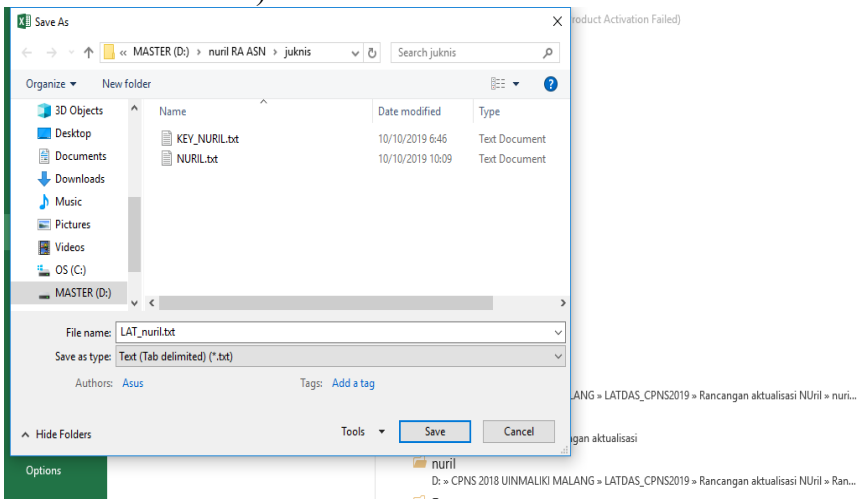 )
Save As
roduct Activation Failed)
« MASTER (D:) › nuril RA ASN › juknis
Search juknis
Organize
New folder
Name
Date modified
Type
3D Objects
Desktop
Documents
Downloads
Music
Pictures
Videos
OS (C:)
MASTER (D:)
KEY_NURIL.txt 10/10/2019 6:46 Text Document
NURIL.txt 10/10/2019 10:09 Text Document
File name: LAT_nuril.txt
Save as type: Text (Tab delimited) (*.txt)
Authors: Asus Tags: Add a tag
ALANG » LATDAS_CPNS2019 » Rancangan aktualisasi NUril » nuri...
Hide Folders
Tools Save Cancel
gan aktualisasi
Options
nuril
D: » CPNS 2018 UINMALIKI MALANG » LATDAS_CPNS2019 » Rancangan aktualisasi NUril » Ran...